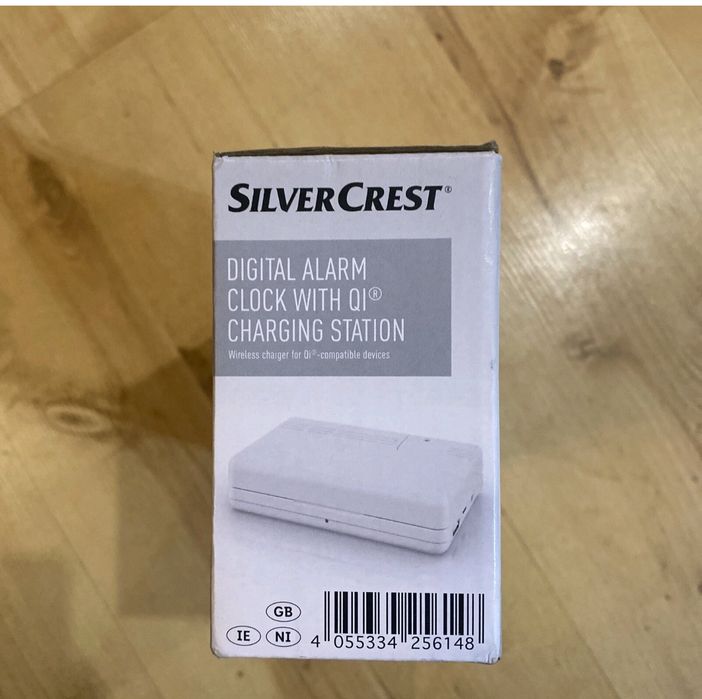 SILVERCREST®
DIGITAL ALARM
CLOCK WITH QI®
CHARGING STATION
Wireless charger for Qi®-compatible devices
GB
IE NI
4 055334 256148